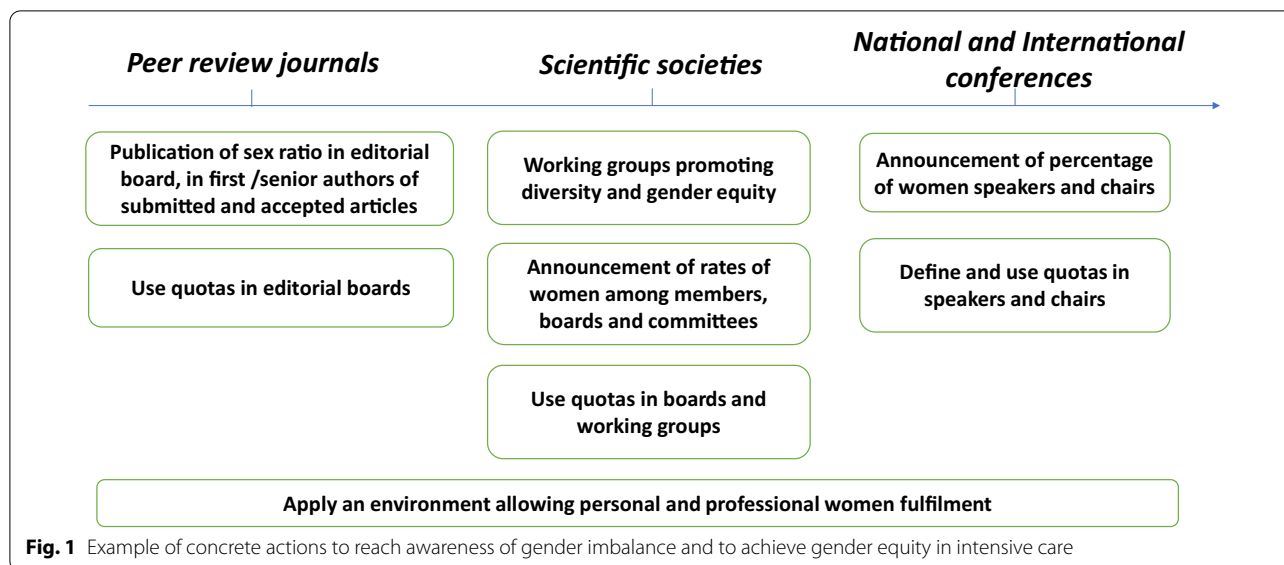 Peer review journals
Scientific societies
National and International
conferences
Publication of sex ratio in editorial
board, in first /senior authors of
submitted and accepted articles
Use quotas in editorial boards
Working groups promoting
diversity and gender equity
Announcement of rates of
women among members,
boards and committees
Use quotas in boards and
working groups
Announcement of percentage
of women speakers and chairs
Define and use quotas in
speakers and chairs
Apply an environment allowing personal and professional women fulfilment
Fig. 1 Example of concrete actions to reach awareness of gender imbalance and to achieve gender equity in intensive care